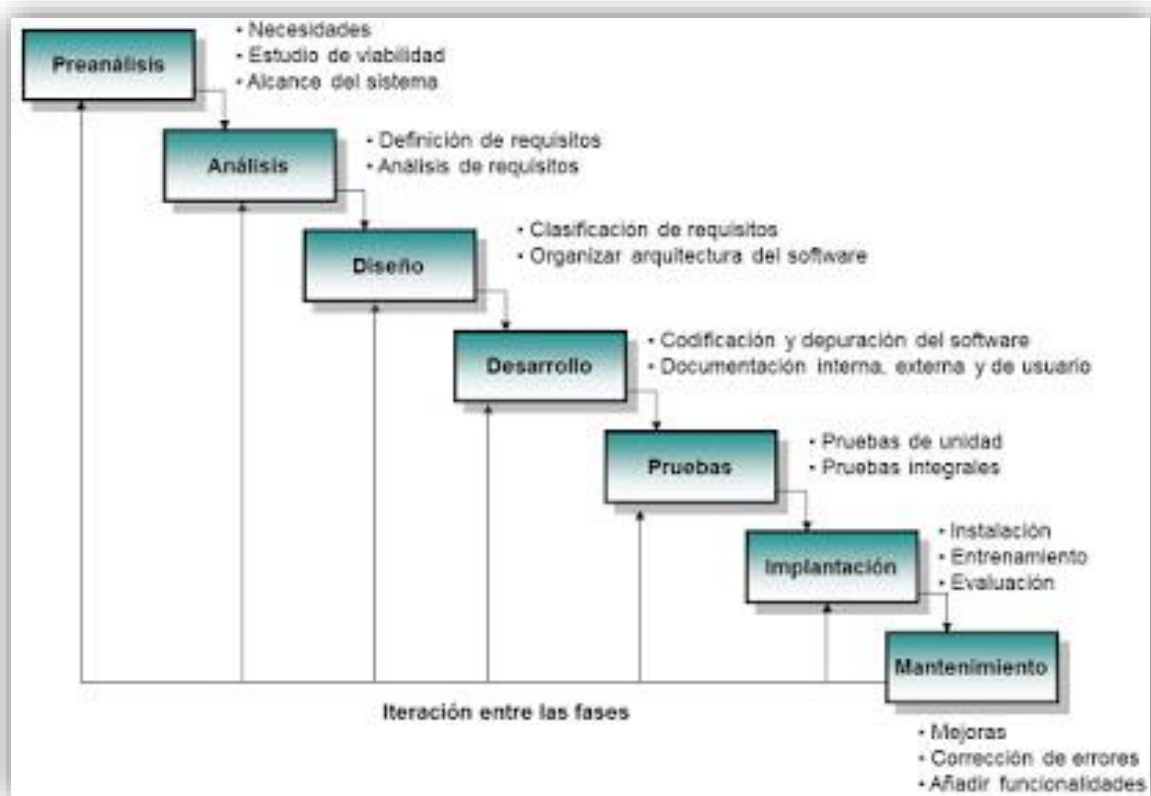 Preanálisis
• Necesidades
• Estudio de viabilidad
• Alcance del sistema
Análisis
• Definición de requisitos
• Análisis de requisitos
Diseño
• Clasificación de requisitos
• Organizar arquitectura del software
Desarrollo
• Codificación y depuración del software
• Documentación interna, externa y de usuario
Pruebas
• Pruebas de unidad
• Pruebas integrales
Implantación
• Instalación
• Entrenamiento
• Evaluación
Mantenimiento
Iteración entre las fases
• Mejoras
• Corrección de errores
• Añadir funcionalidades